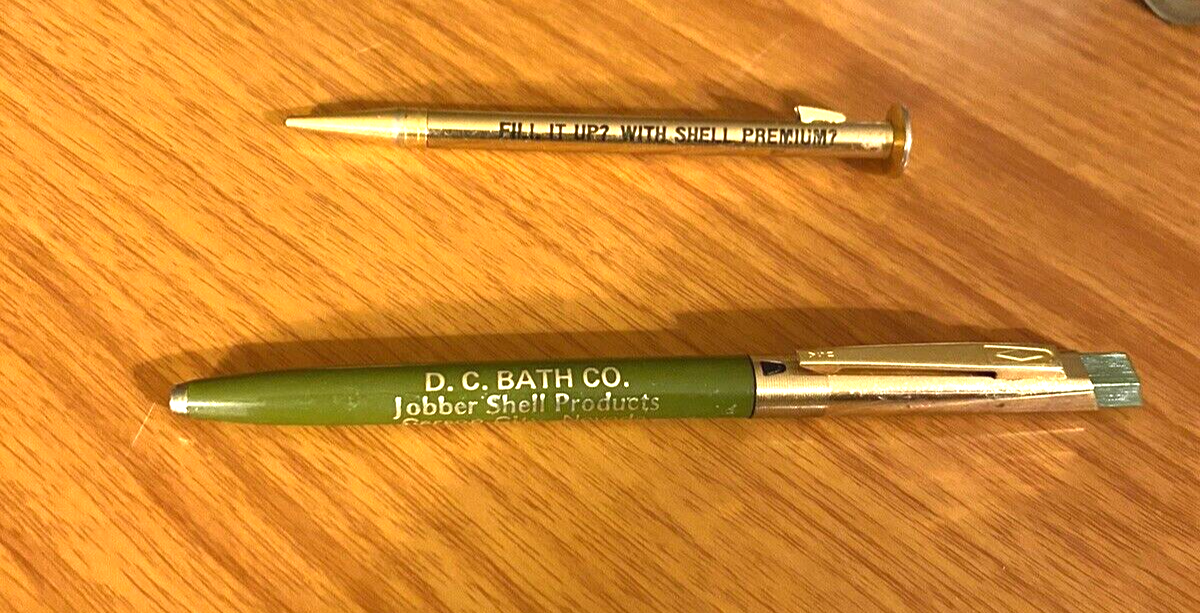 FILL IT UP? WITH SHELL PREMIUM?
D. C. BATH CO.
Jobber Shell Products